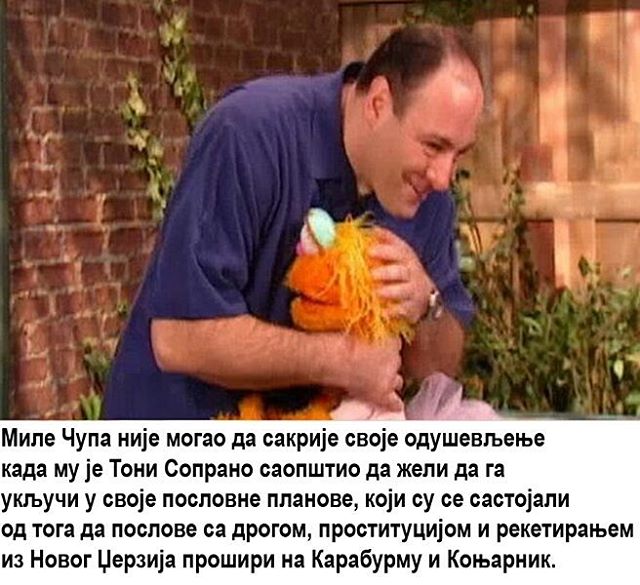 Миле Чупа није могао да сакрије своје одушевљење
када му је Тони Сопрано саопштио да жели да га
укључи у своје пословне планове, који су се састојали
од тога да послове са дрогом, проституцијом и рекетирањем
из Новог Џерзија прошири на Карабурму и Коњарник.